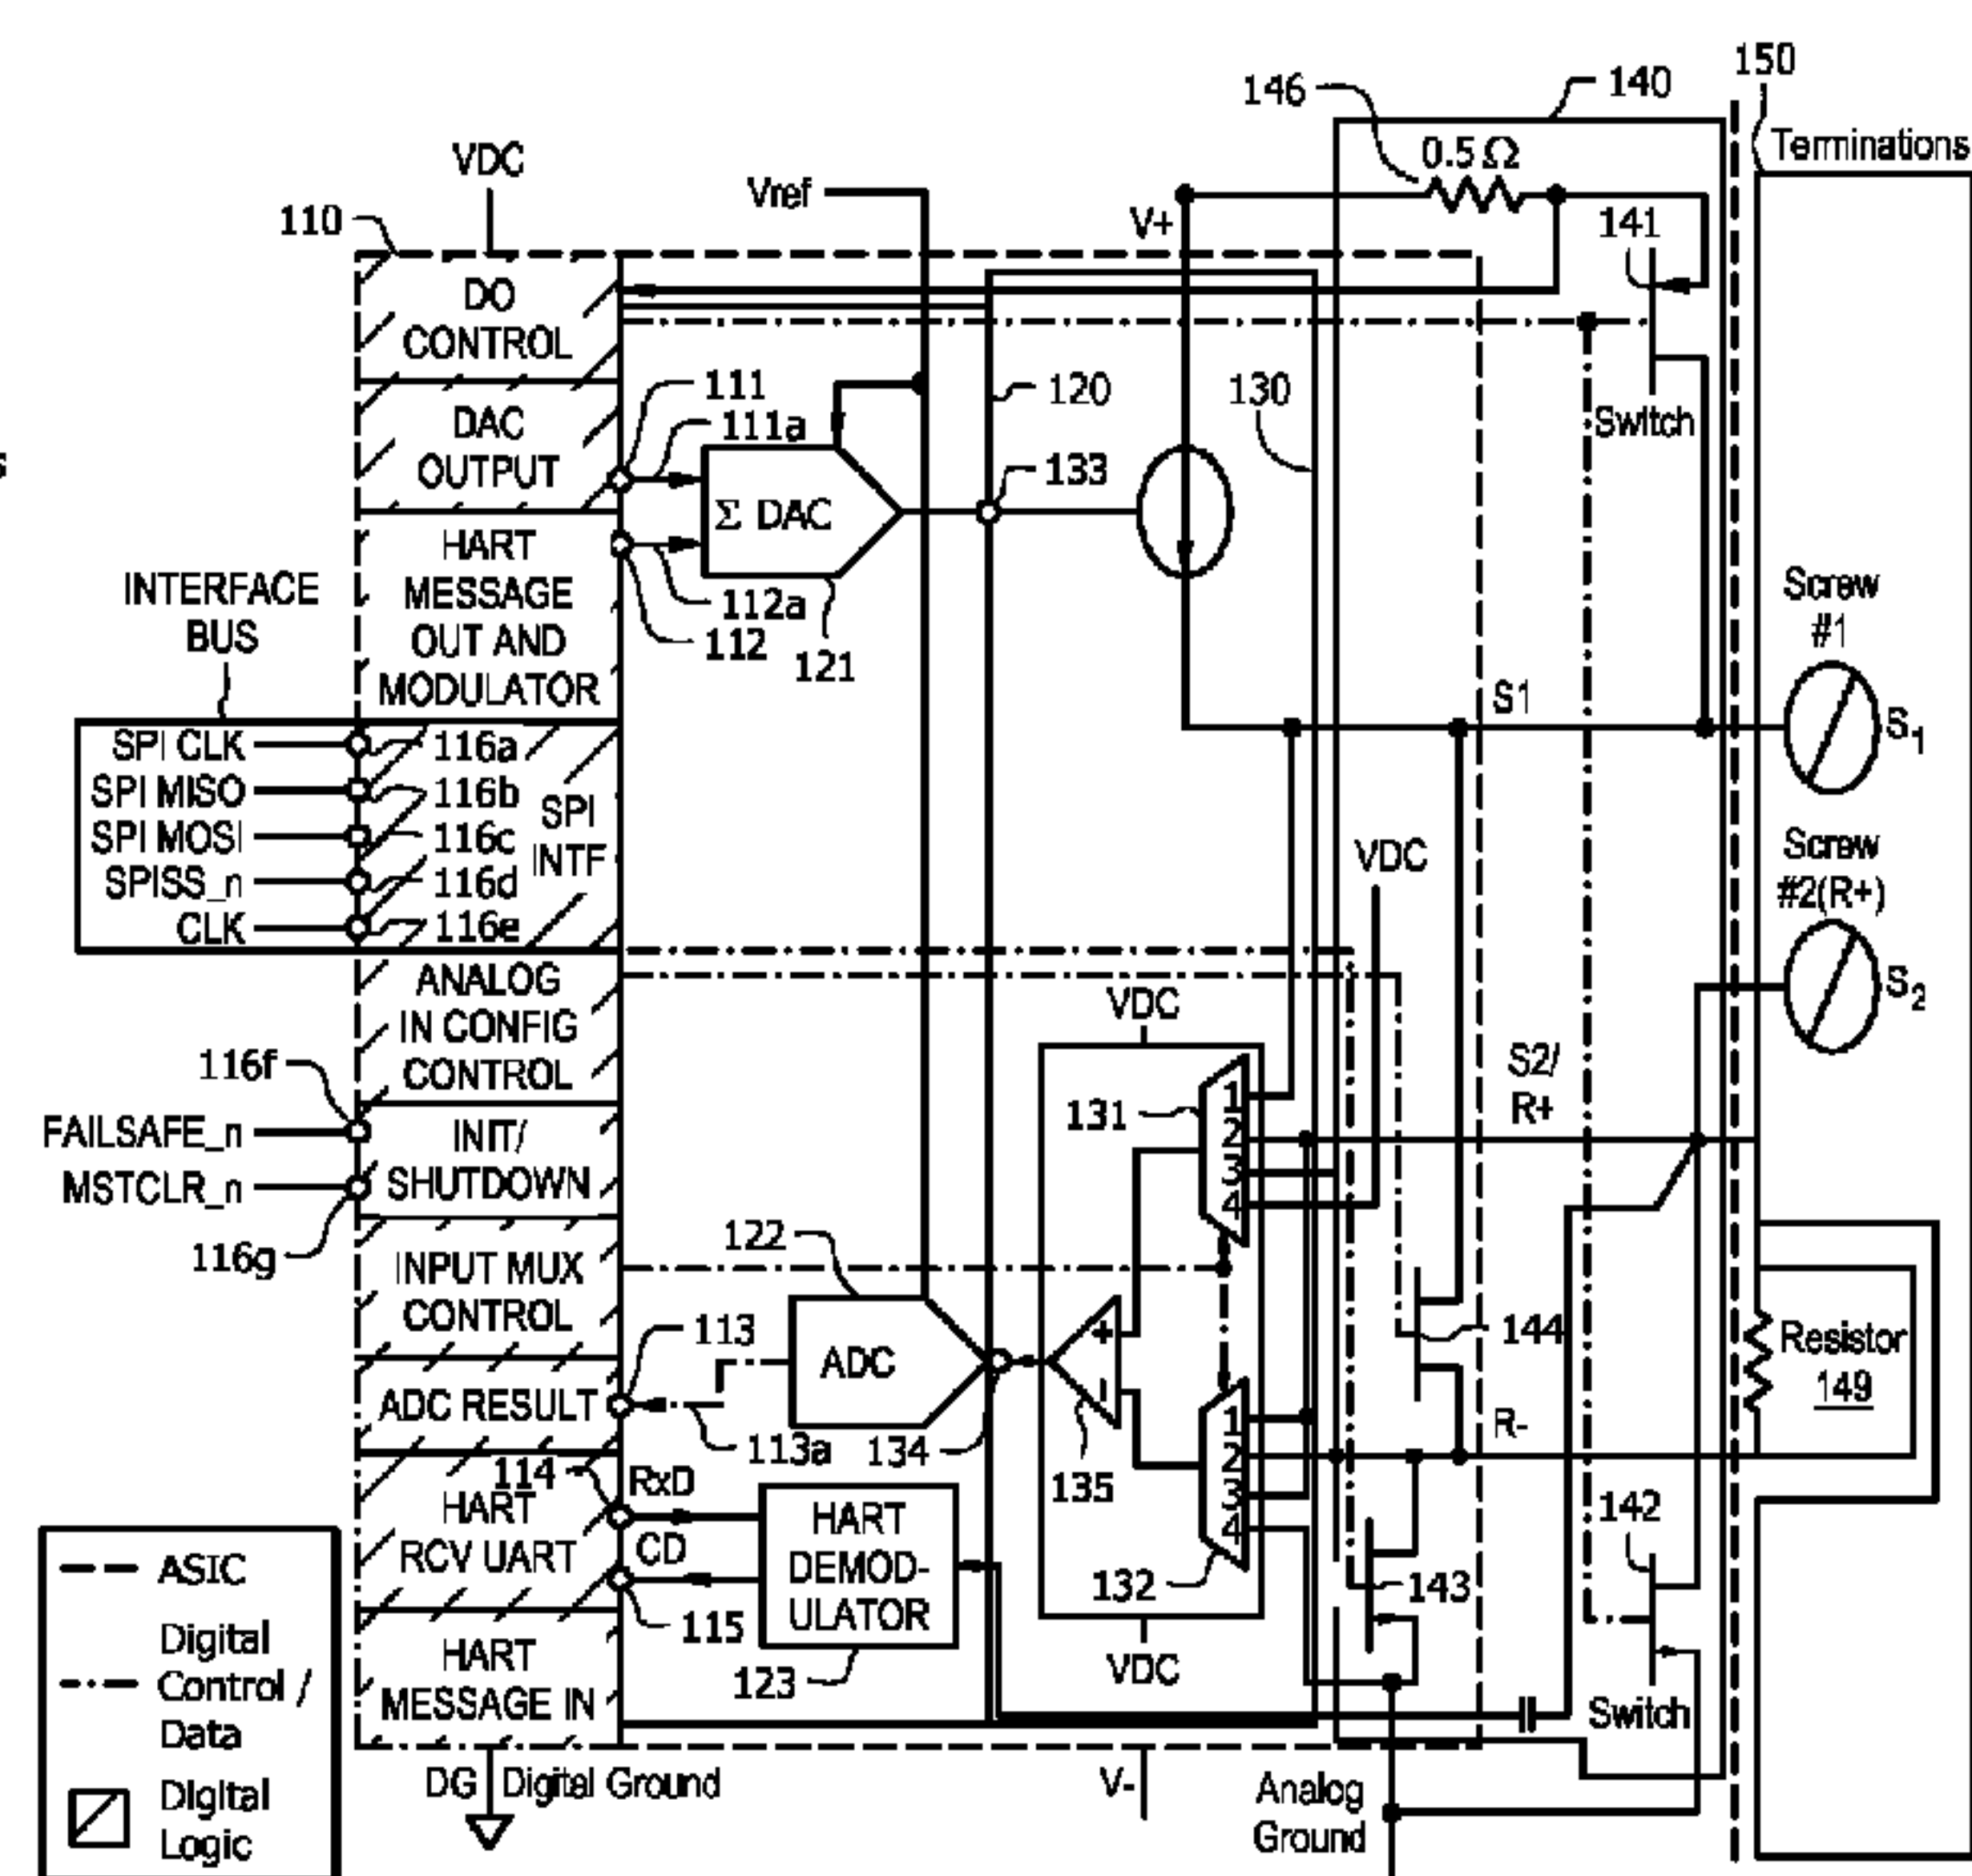 150
140
146
0.5 Ω
Terminations
VDC
Vref
V+
141
110
DO
CONTROL
111
111a
120
130
Switch
DAC
OUTPUT
133
Σ DAC
HART
MESSAGE
OUT AND
MODULATOR
112a
112
121
INTERFACE
BUS
Screw
#1
S1
S1
SPI CLK
116a
SPI MISO
116b
SPI MOSI
116c
SPISS_n
116d
CLK
116e
SPI
INTF
VDC
Screw
#2(R+)
S2
ANALOG
IN CONFIG
CONTROL
VDC
S2/
R+
116f
FAILSAFE_n
MSTCLR_n
116g
INIT/
SHUTDOWN
131
1
2
3
4
122
INPUT MUX
CONTROL
113
ADC
+
-
144
Resistor
149
ADC RESULT
113a
134
135
1
2
3
4
R-
114
RxD
HART
RCV UART
CD
HART
DEMOD-
ULATOR
132
143
142
115
123
VDC
HART
MESSAGE IN
Switch
ASIC
Digital
Control /
Data
Digital
Logic
DG
Digital Ground
V-
Analog
Ground